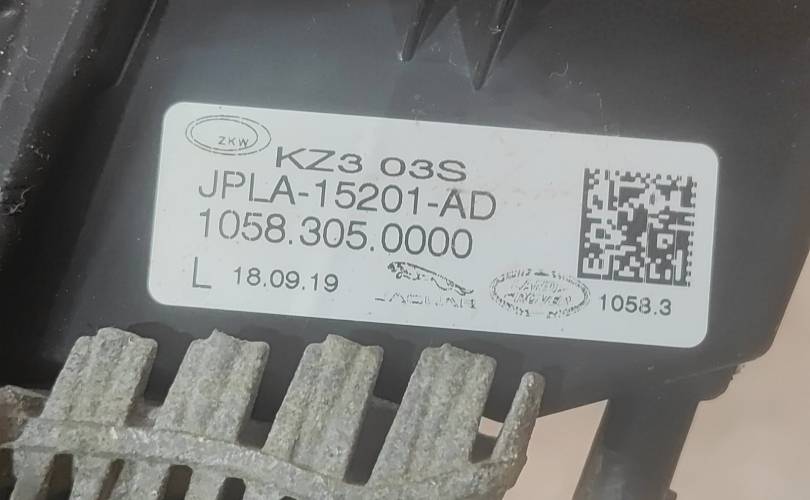 ZKW
KZ3 03S
JPLA-15201-AD
1058.305.0000
L 18.09.19
JAGUAR
LAND
ROVER
1058.3